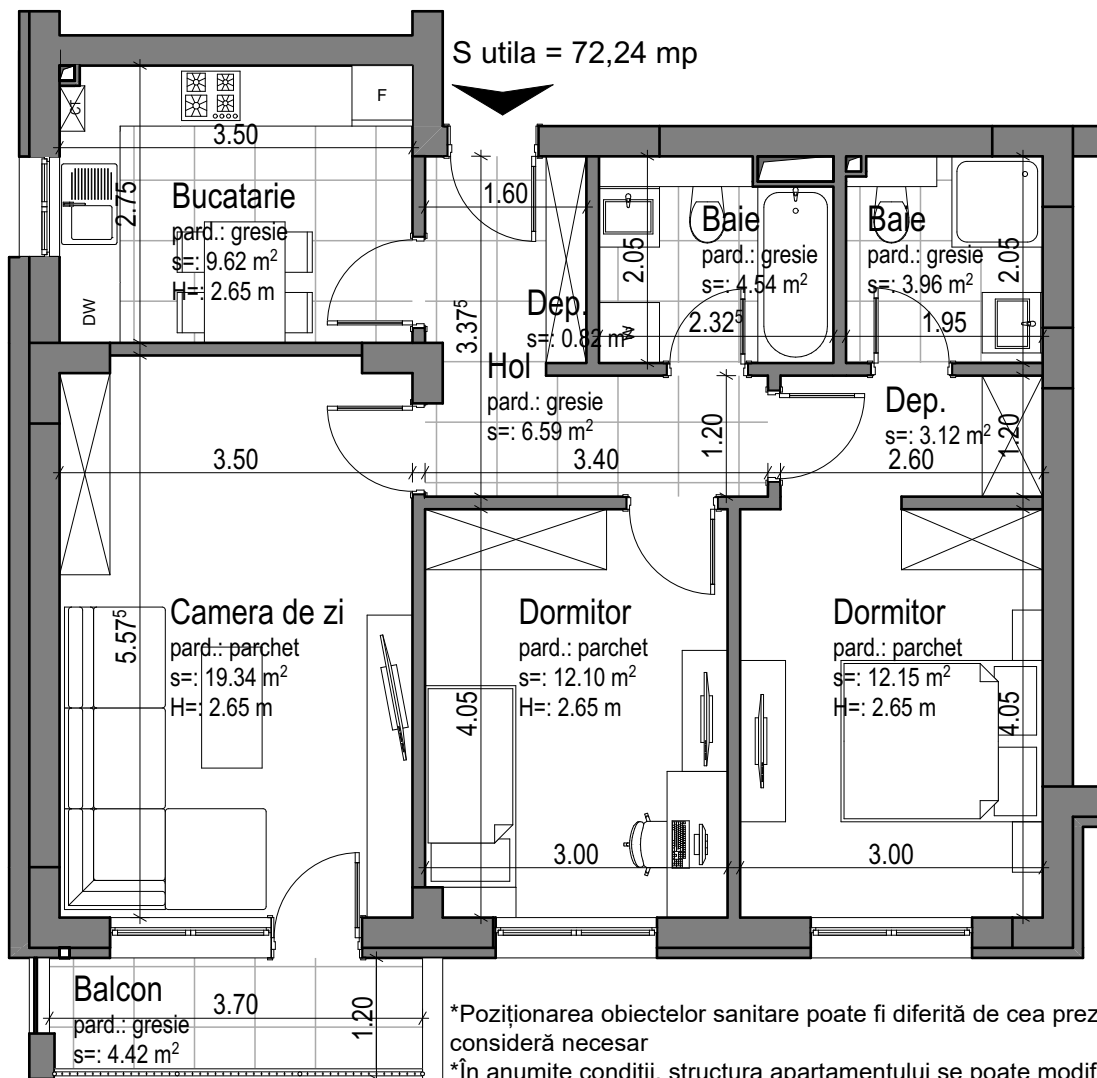 S utila = 72,24 mp
F
CT
3.50
2.75
Bucatarie
pard.: gresie
s=: 9.62 m²
H=: 2.65 m
DW
1.60
3.37⁵
Dep.
s=: 0.82 m
Hol
pard.: gresie
s=: 6.59 m²
Baie
pard.: gresie
s=: 4.54 m²
2.05
2.32⁵
Baie
pard.: gresie
s=: 3.96 m²
2.05
1.95
Dep.
s=: 3.12 m²
1.20
2.60
3.50
3.40
1.20
Camera de zi
pard.: parchet
s=: 19.34 m²
H=: 2.65 m
5.57⁵
Dormitor
pard.: parchet
s=: 12.10 m²
H=: 2.65 m
4.05
3.00
Dormitor
pard.: parchet
s=: 12.15 m²
H=: 2.65 m
4.05
3.00
Balcon
pard.: gresie
s=: 4.42 m²
3.70
1.20
*Poziționarea obiectelor sanitare poate fi diferită de cea prez
consideră necesar
*În anumite condiții, structura apartamentului se poate modif